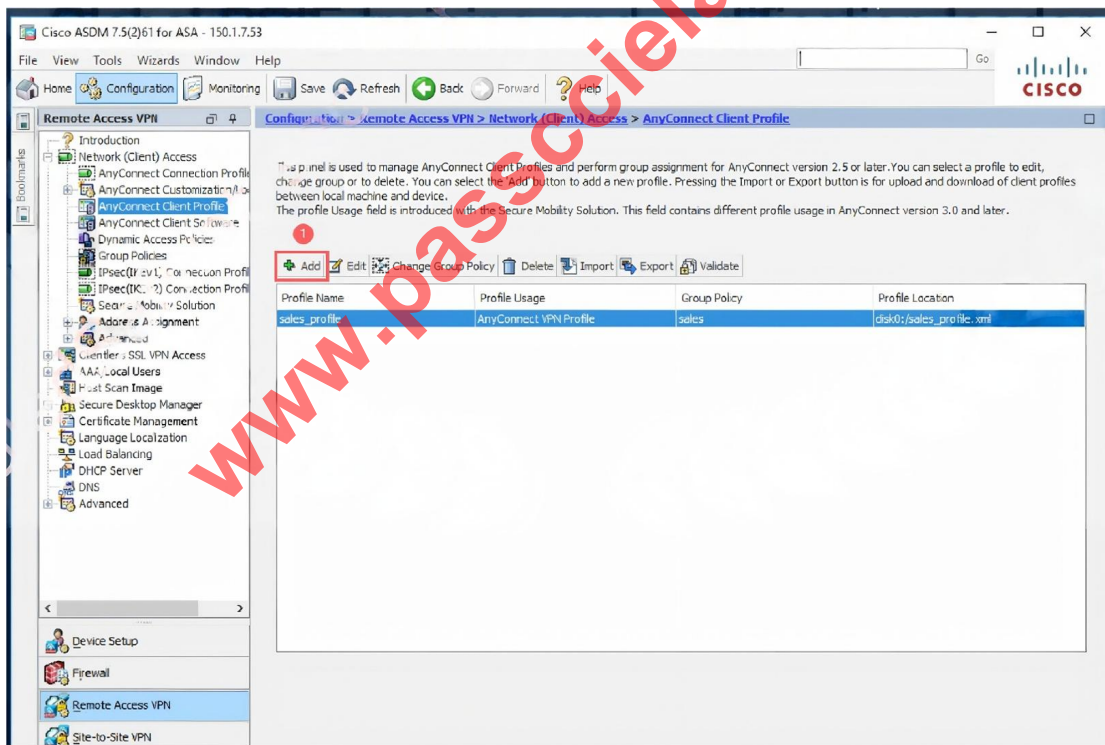 Cisco ASDM 7.5(2)61 for ASA - 150.1.7.53
File View Tools Wizards Window Help
Go
Home Configuration Monitoring Save Refresh Back Forward Help
CISCO
Bookmarks
Remote Access VPN
Configuration > Remote Access VPN > Network (Client) Access > AnyConnect Client Profile
Introduction
Network (Client) Access
AnyConnect Connection Profile
AnyConnect Customization/Lo
AnyConnect Client Profile
AnyConnect Client Software
Dynamic Access Policies
Group Policies
IPsec(IKEv1) Connection Profil
IPsec(IKEv2) Connection Profil
Secure Mobility Solution
Address Assignment
Advanced
Clientless SSL VPN Access
AAA/Local Users
Host Scan Image
Secure Desktop Manager
Certificate Management
Language Localization
Load Balancing
DHCP Server
DNS
Advanced
Device Setup
Firewall
Remote Access VPN
Site-to-Site VPN
This panel is used to manage AnyConnect Client Profiles and perform group assignment for AnyConnect version 2.5 or later.You can select a profile to edit,
change group or to delete. You can select the 'Add' button to add a new profile. Pressing the Import or Export button is for upload and download of client profiles
between local machine and device.
The profile Usage field is introduced with the Secure Mobility Solution. This field contains different profile usage in AnyConnect version 3.0 and later.
1
Add Edit Change Group Policy Delete Import Export Validate
Profile Name Profile Usage Group Policy Profile Location
sales_profile AnyConnect VPN Profile sales disk0:/sales_profile.xml